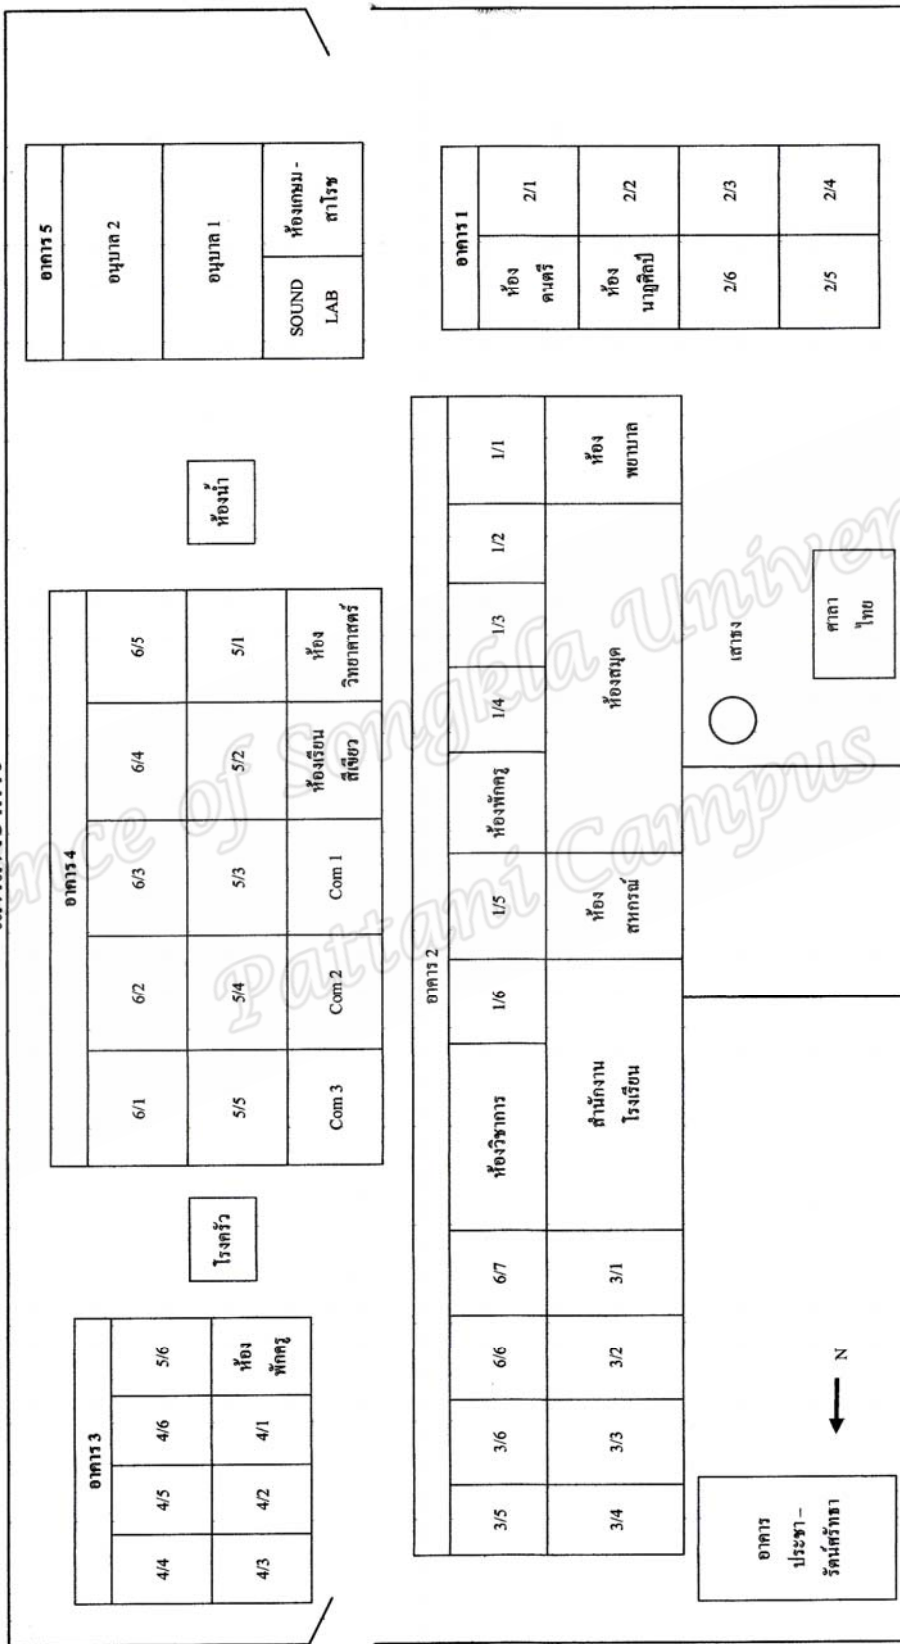 อาคาร 3
4/4
4/5
4/6
5/6
4/3
4/2
4/1
ห้อง
พักครู
โรงครัว
อาคาร 4
6/1
6/2
6/3
6/4
6/5
5/5
5/4
5/3
5/2
5/1
Com 3
Com 2
Com 1
ห้องเรียน
สีเขียว
ห้อง
วิทยาศาสตร์
ห้องน้ำ
อาคาร 5
อนุบาล 2
อนุบาล 1
SOUND
LAB
ห้องเกษม -
สาโรช
อาคาร 2
3/5
3/6
6/6
6/7
ห้องวิชาการ
1/6
1/5
ห้องพักครู
1/4
1/3
1/2
1/1
3/4
3/3
3/2
3/1
สำนักงาน
โรงเรียน
ห้อง
สหกรณ์
ห้องสมุด
ห้อง
พยาบาล
อาคาร 1
ห้อง
ดนตรี
2/1
ห้อง
นาฏศิลป์
2/2
2/6
2/3
2/5
2/4
อาคาร
ประชา –
รัตน์ศรัทธา
N
เสาธง
ศาลา
ไทย
of Songkla
Pattani Campus